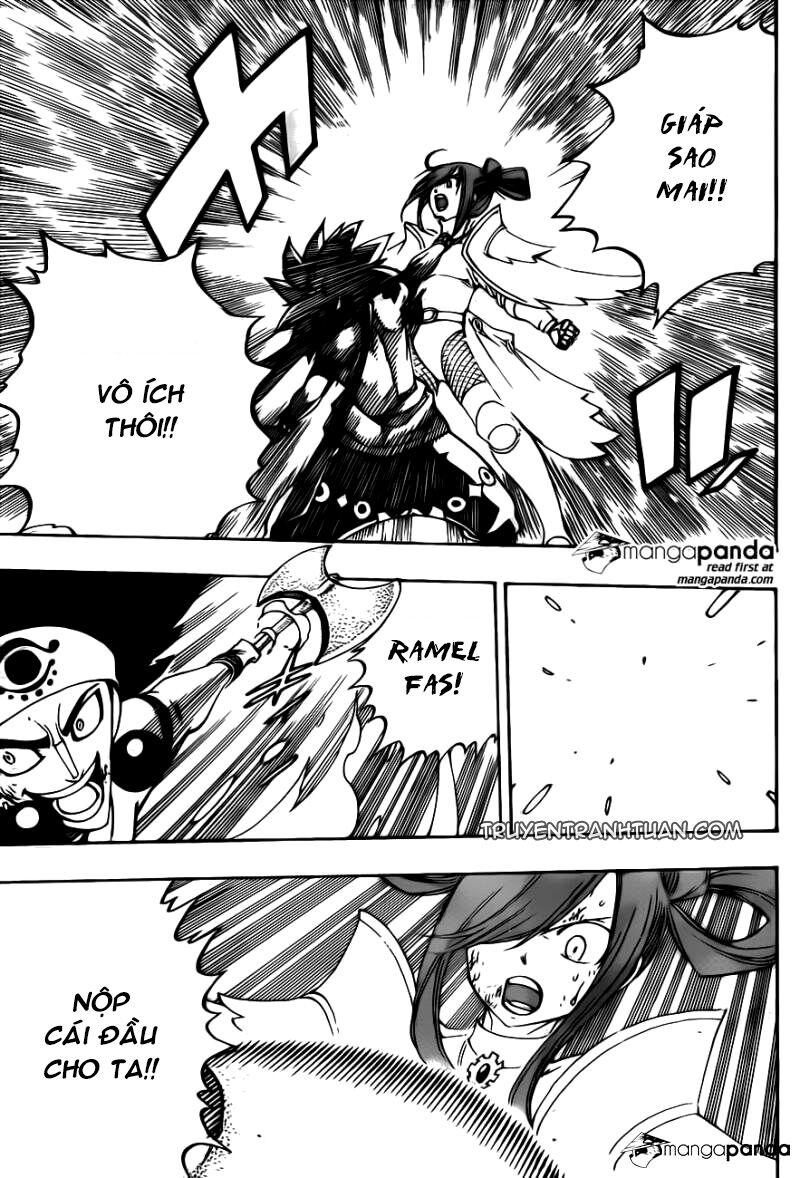 GIÁP
SAO
MAI!!
VÔ ÍCH
THÔI!!
mangapanda
read first at
mangapanda.com
RAMEL
FAS!
TRUYENTRANHTUAN.COM
NỘP
CÁI ĐẦU
CHO TA!!
mangapanda